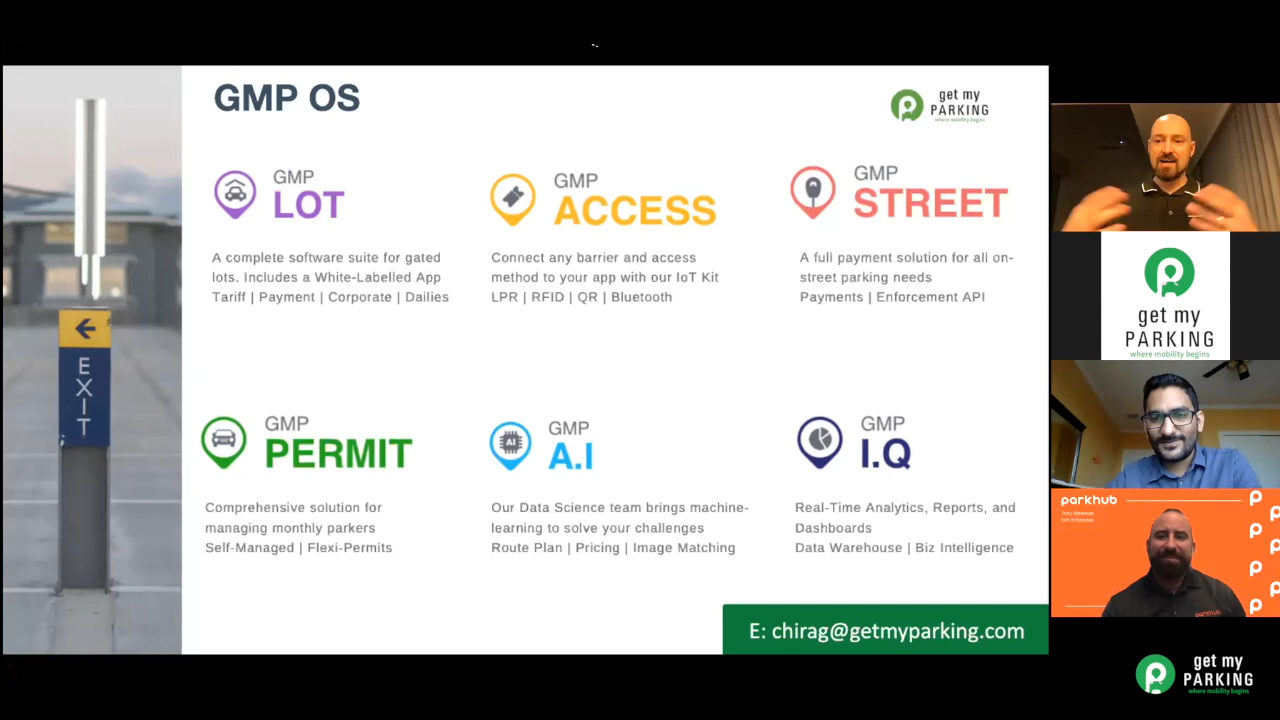 GMP OS
get my
PARKING
where mobility begins
EXIT
GMP
LOT
A complete software suite for gated
lots. Includes a White-Labelled App
Tariff | Payment | Corporate | Dailies
GMP
ACCESS
Connect any barrier and access
method to your app with our IoT Kit
LPR | RFID | QR | Bluetooth
GMP
STREET
A full payment solution for all on-
street parking needs
Payments | Enforcement API
GMP
PERMIT
Comprehensive solution for
managing monthly parkers
Self-Managed | Flexi-Permits
GMP
A.I
AI
Our Data Science team brings machine-
learning to solve your challenges
Route Plan | Pricing | Image Matching
GMP
I.Q
Real-Time Analytics, Reports, and
Dashboards
Data Warehouse | Biz Intelligence
E: chirag@getmyparking.com
get my
PARKING
where mobility begins
parkhub
parkhub
get my
PARKING
where mobility begins